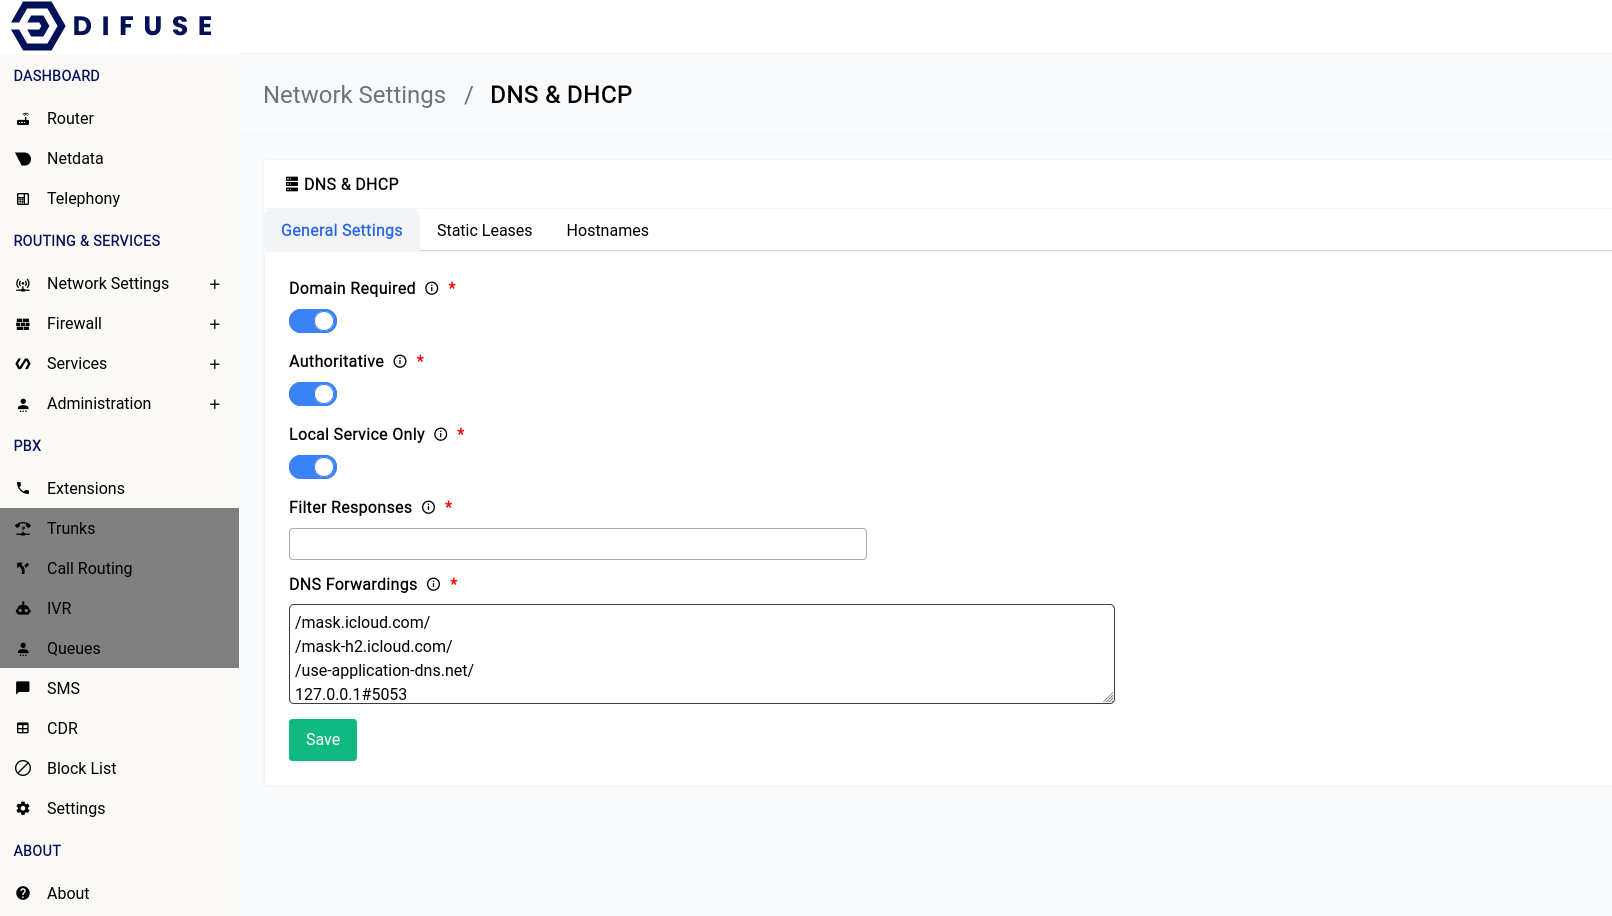 DIFUSE
DASHBOARD
Router
Netdata
Telephony
ROUTING & SERVICES
Network Settings +
Firewall +
Services +
Administration +
PBX
Extensions
Trunks
Call Routing
IVR
Queues
SMS
CDR
Block List
Settings
ABOUT
About
Network Settings / DNS & DHCP
DNS & DHCP
General Settings Static Leases Hostnames
Domain Required *
Authoritative *
Local Service Only *
Filter Responses *
DNS Forwardings *
/mask.icloud.com/
/mask-h2.icloud.com/
/use-application-dns.net/
127.0.0.1#5053
Save